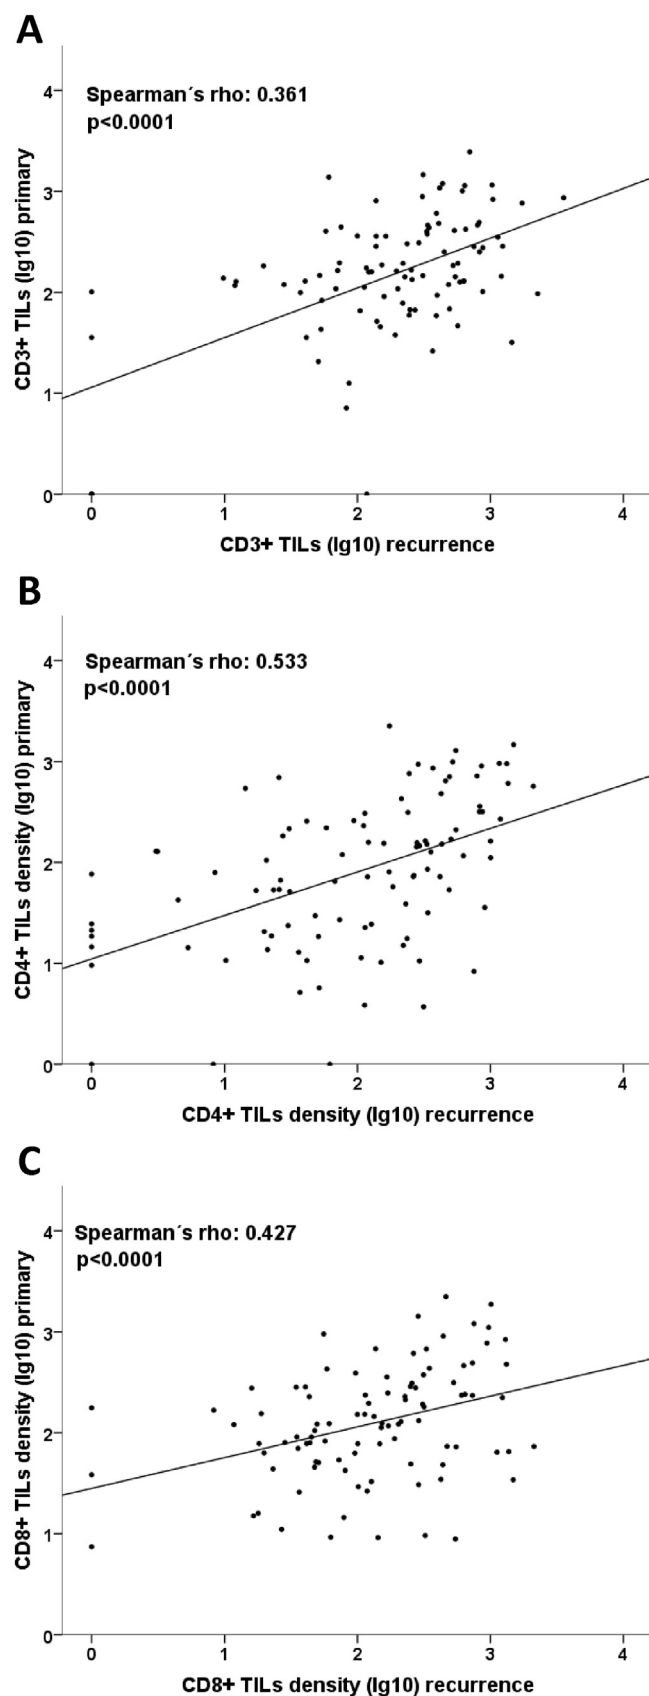 A
Spearman´s rho: 0.361
p<0.0001
CD3+ TILs (lg10) primary
4
3
2
1
0
0 1 2 3 4
CD3+ TILs (lg10) recurrence
B
Spearman´s rho: 0.533
p<0.0001
CD4+ TILs density (lg10) primary
4
3
2
1
0
0 1 2 3 4
CD4+ TILs density (lg10) recurrence
C
Spearman´s rho: 0.427
p<0.0001
CD8+ TILs density (lg10) primary
4
3
2
1
0
0 1 2 3 4
CD8+ TILs density (lg10) recurrence